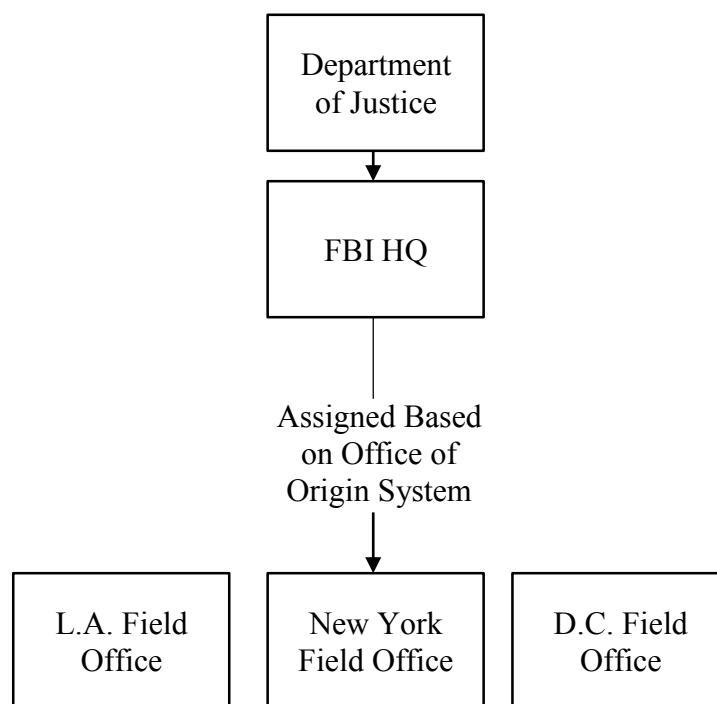 Department
of Justice
FBI HQ
Assigned Based
on Office of
Origin System
L.A. Field
Office
New York
Field Office
D.C. Field
Office